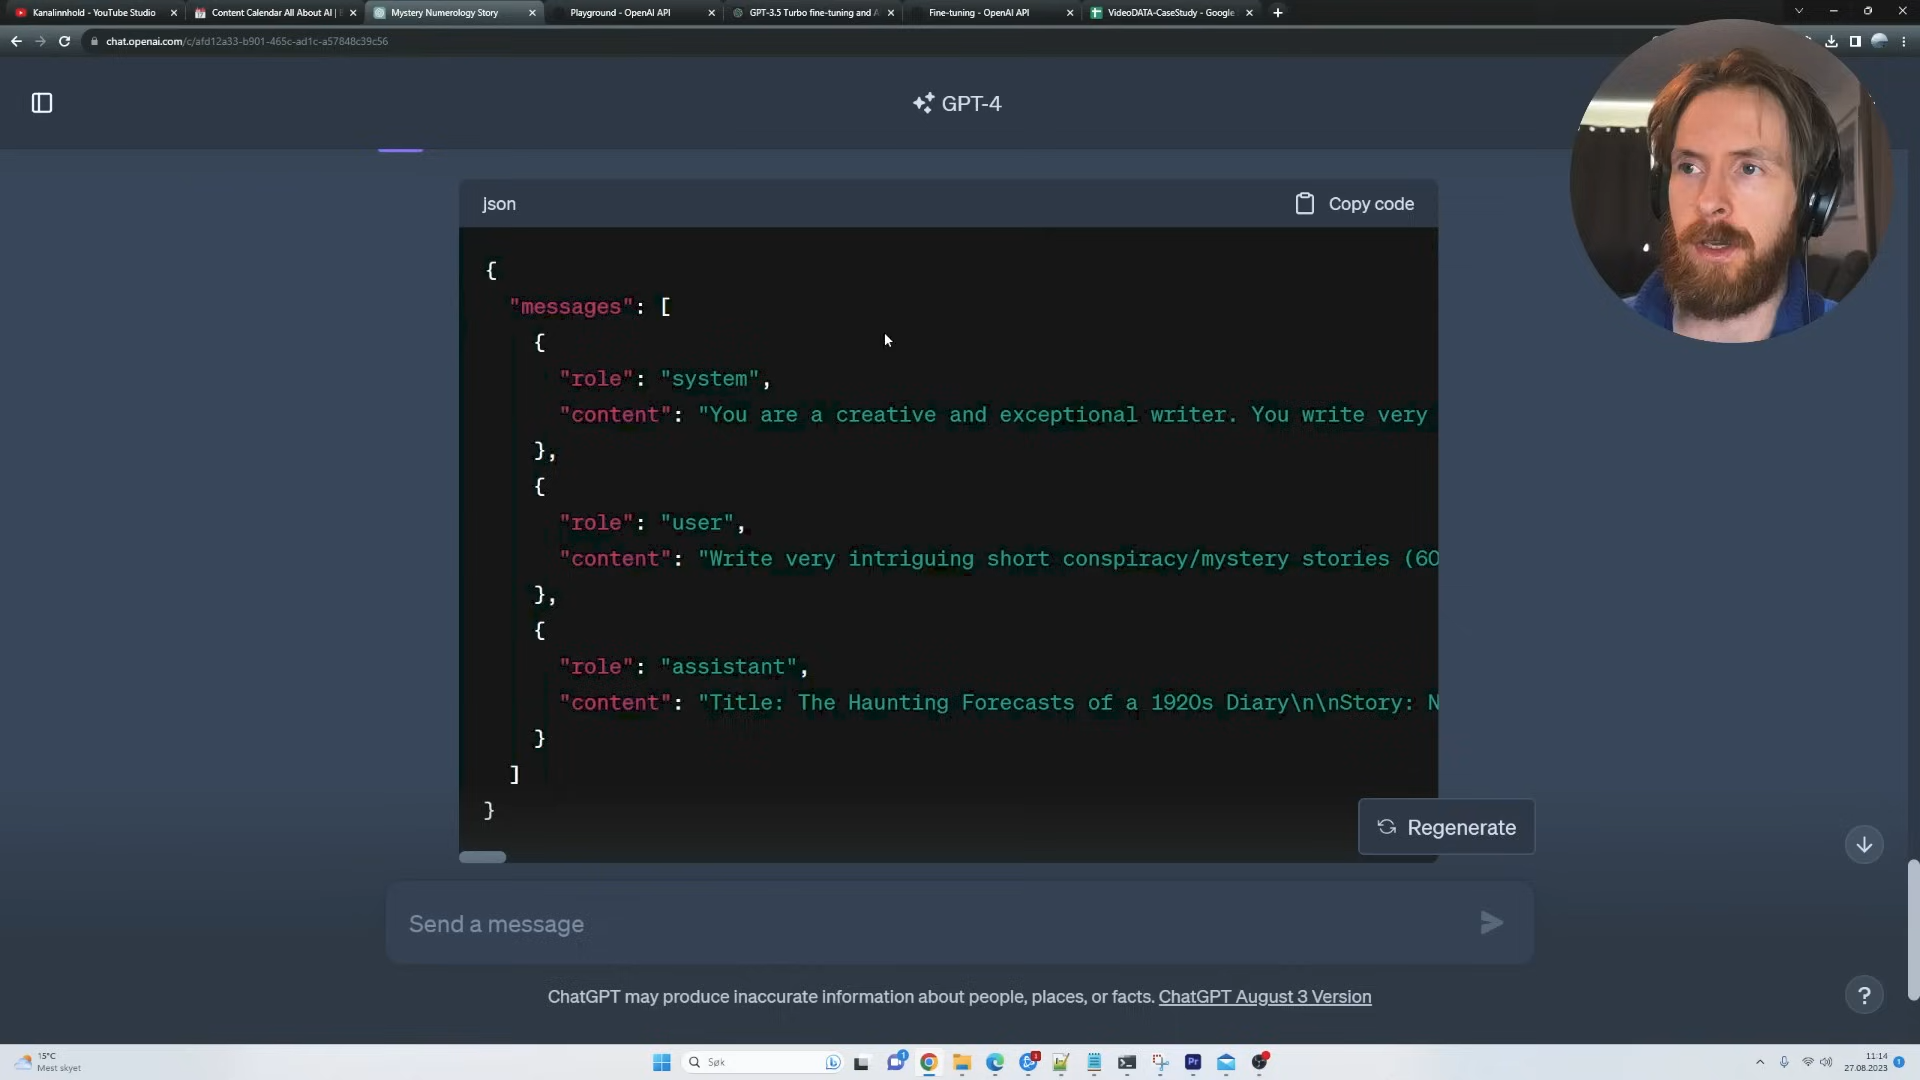 Kanalinnhold - YouTube Studio
Content Calendar All About AI |
Mystery Numerology Story
Playground - OpenAI API
GPT-3.5 Turbo fine-tuning and A
Fine-tuning - OpenAI API
VideoDATA-CaseStudy - Google
chat.openai.com/c/afd12a33-b901-465c-ad1c-a57848c39c56
GPT-4
json
Copy code
{
"messages": [
{
"role": "system",
"content": "You are a creative and exceptional writer. You write very
},
{
"role": "user",
"content": "Write very intriguing short conspiracy/mystery stories (60
},
{
"role": "assistant",
"content": "Title: The Haunting Forecasts of a 1920s Diary\n\nStory: N
}
]
}
Regenerate
Send a message
ChatGPT may produce inaccurate information about people, places, or facts. ChatGPT August 3 Version
?
15°C
Mest skyet
Søk
Pr
11:14
27.08.2023